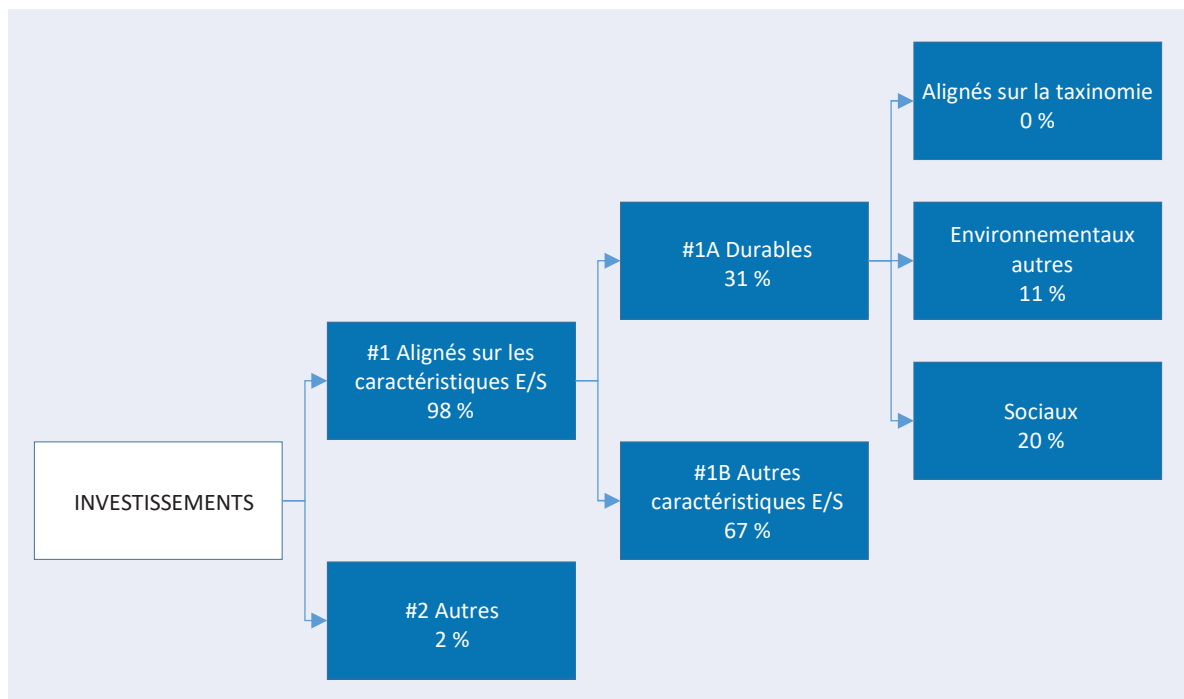 INVESTISSEMENTS
#1 Alignés sur les
caractéristiques E/S
98 %
#2 Autres
2 %
#1A Durables
31 %
#1B Autres
caractéristiques E/S
67 %
Alignés sur la taxinomie
0 %
Environnementaux
autres
11 %
Sociaux
20 %